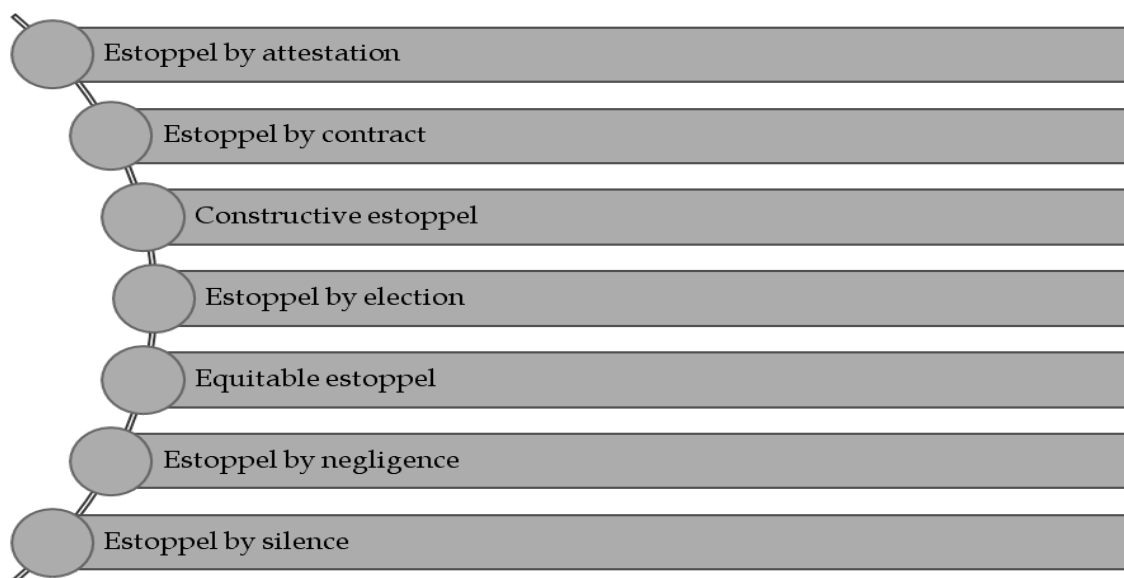 Estoppel by attestation
Estoppel by contract
Constructive estoppel
Estoppel by election
Equitable estoppel
Estoppel by negligence
Estoppel by silence